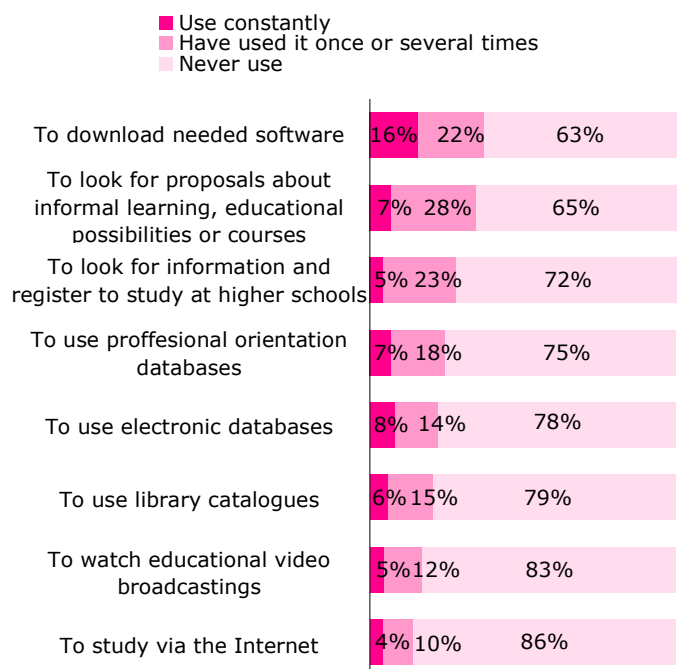 Use constantly
Have used it once or several times
Never use
To download needed software
16% 22% 63%
To look for proposals about
informal learning, educational
possibilities or courses
7% 28% 65%
To look for information and
register to study at higher schools
5% 23% 72%
To use proffesional orientation
databases
7% 18% 75%
To use electronic databases
8% 14% 78%
To use library catalogues
6% 15% 79%
To watch educational video
broadcastings
5% 12% 83%
To study via the Internet
4% 10% 86%